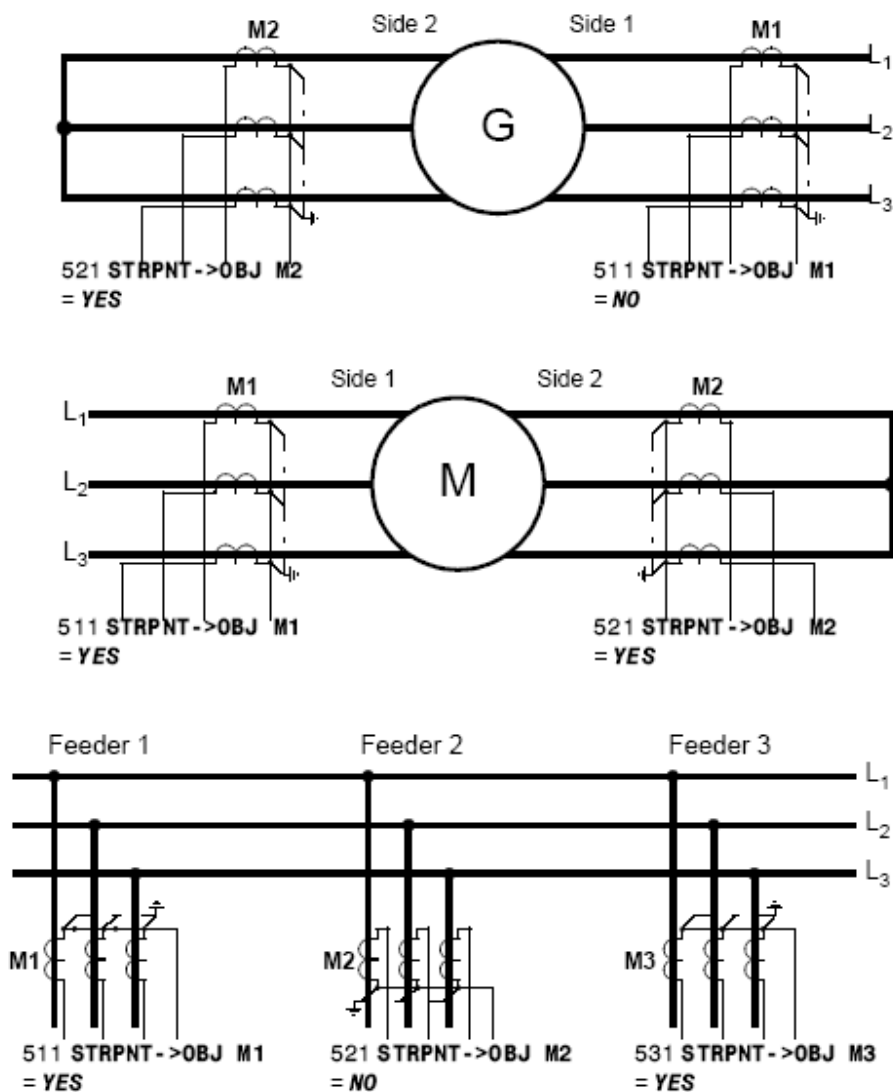 M2 Side 2 Side 1 M1
L1
G
L2
L3
521 STRPNT->OBJ M2
= YES
511 STRPNT->OBJ M1
= NO
M1 Side 1 Side 2 M2
L1
L2 M
L3
511 STRPNT->OBJ M1
= YES
521 STRPNT->OBJ M2
= YES
Feeder 1 Feeder 2 Feeder 3
L1
L2
L3
M1 M2 M3
511 STRPNT->OBJ M1
= YES
521 STRPNT->OBJ M2
= NO
531 STRPNT->OBJ M3
= YES